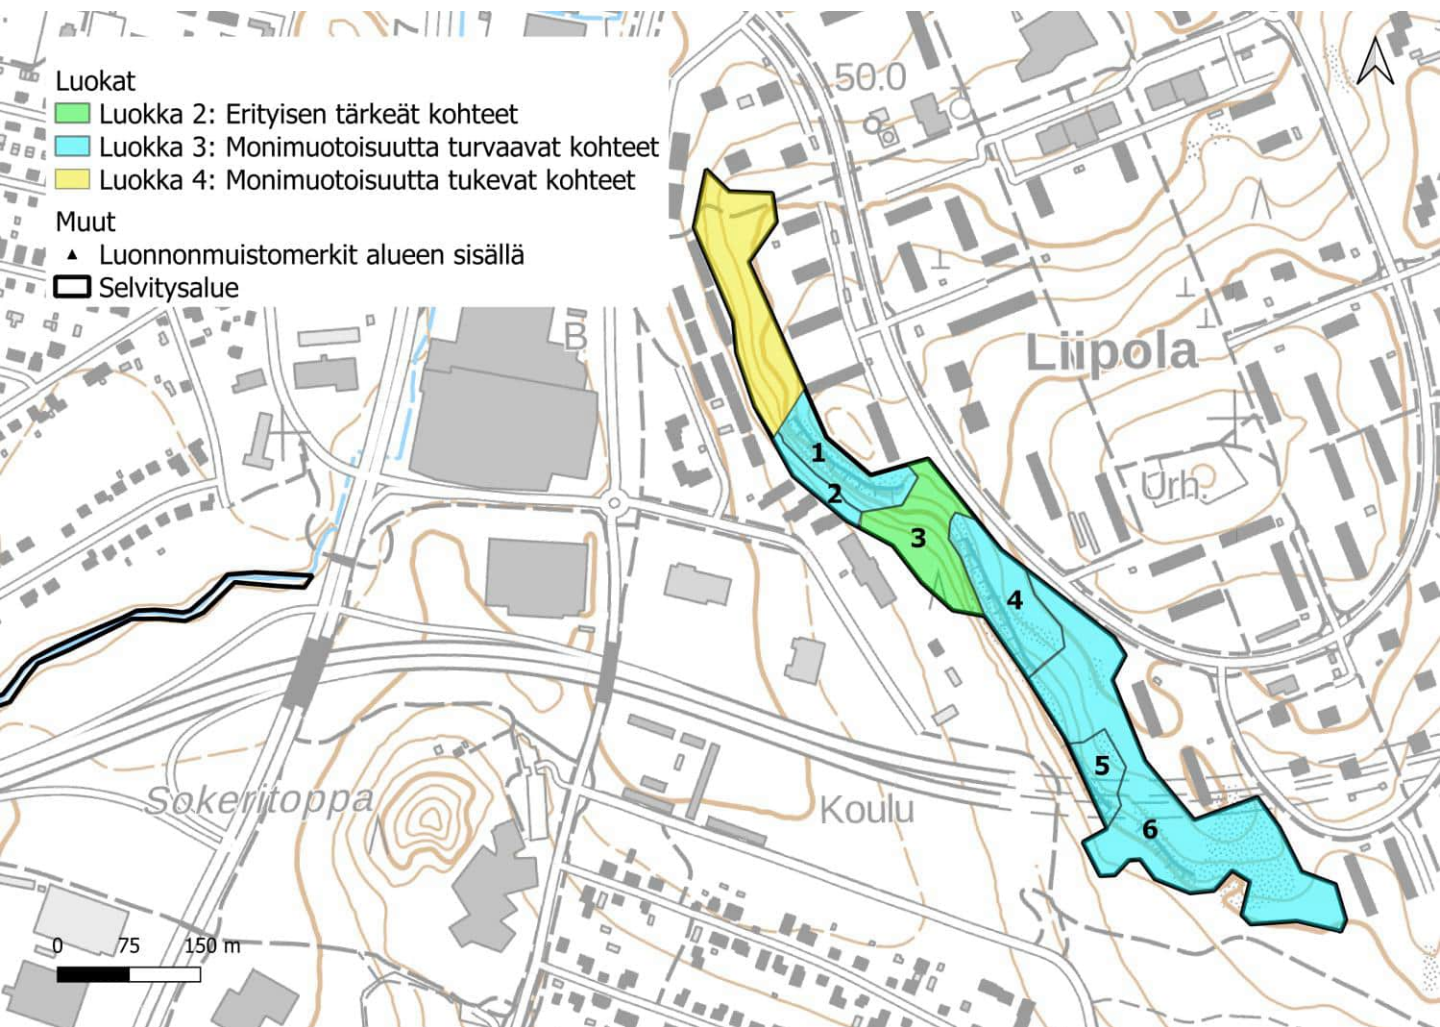 Luokat
Luokka 2: Erityisen tärkeät kohteet
Luokka 3: Monimuotoisuutta turvaavat kohteet
Luokka 4: Monimuotoisuutta tukevat kohteet
Muut
Luonnonmuistomerkit alueen sisällä
Selvitysalue
50.0
B
Liipola
1
2
Urh.
3
4
5
6
Sokeritoppa
Koulu
0 75 150 m